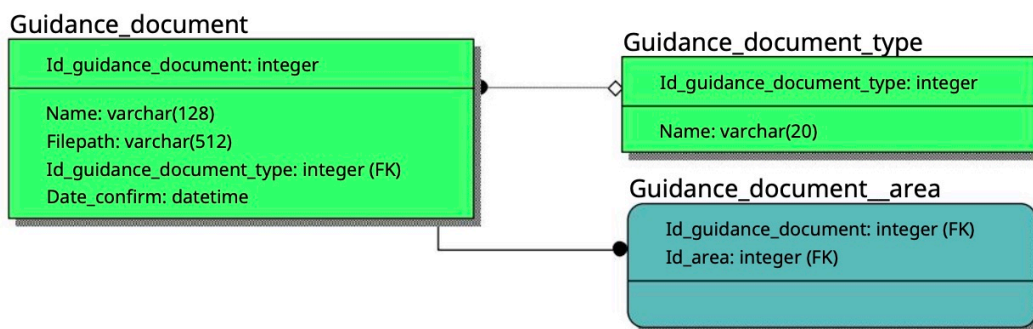 Guidance_document
Id_guidance_document: integer
Name: varchar(128)
Filepath: varchar(512)
Id_guidance_document_type: integer (FK)
Date_confirm: datetime
Guidance_document_type
Id_guidance_document_type: integer
Name: varchar(20)
Guidance_document__area
Id_guidance_document: integer (FK)
Id_area: integer (FK)